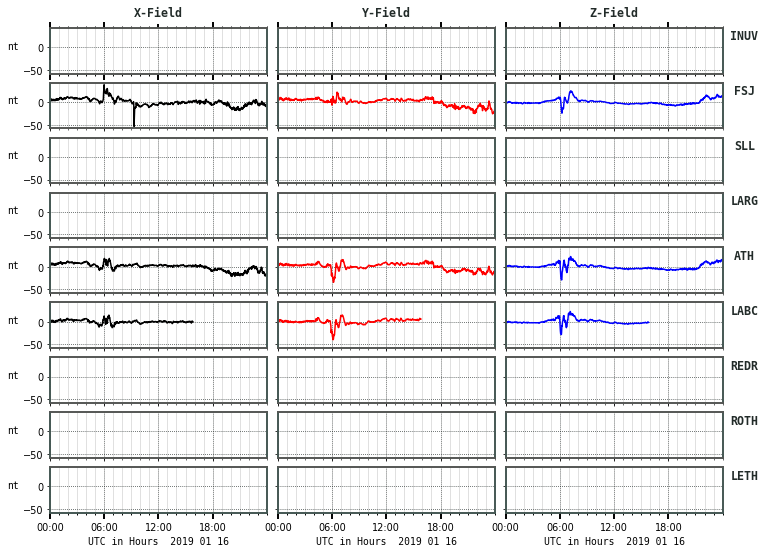 X-Field Y-Field Z-Field
INUV
nt 0
−50
FSJ
nt 0
−50
SLL
nt 0
−50
LARG
nt 0
−50
ATH
nt 0
−50
LABC
nt 0
−50
REDR
nt 0
−50
ROTH
nt 0
−50
LETH
nt 0
−50
00:00 06:00 12:00 18:00 00:00 06:00 12:00 18:00 00:00 06:00 12:00 18:00
UTC in Hours 2019 01 16 UTC in Hours 2019 01 16 UTC in Hours 2019 01 16